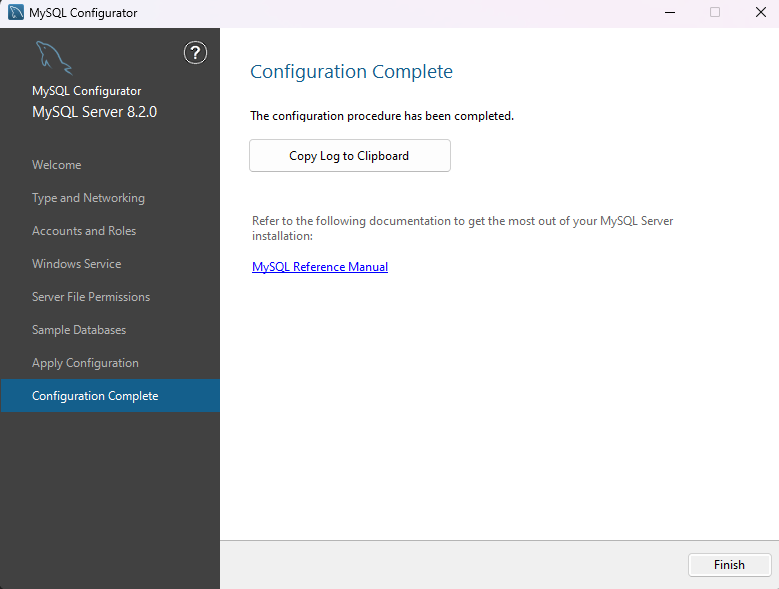 MySQL Configurator
?
MySQL Configurator
MySQL Server 8.2.0
Welcome
Type and Networking
Accounts and Roles
Windows Service
Server File Permissions
Sample Databases
Apply Configuration
Configuration Complete
Configuration Complete
The configuration procedure has been completed.
Copy Log to Clipboard
Refer to the following documentation to get the most out of your MySQL Server
installation:
MySQL Reference Manual
Finish